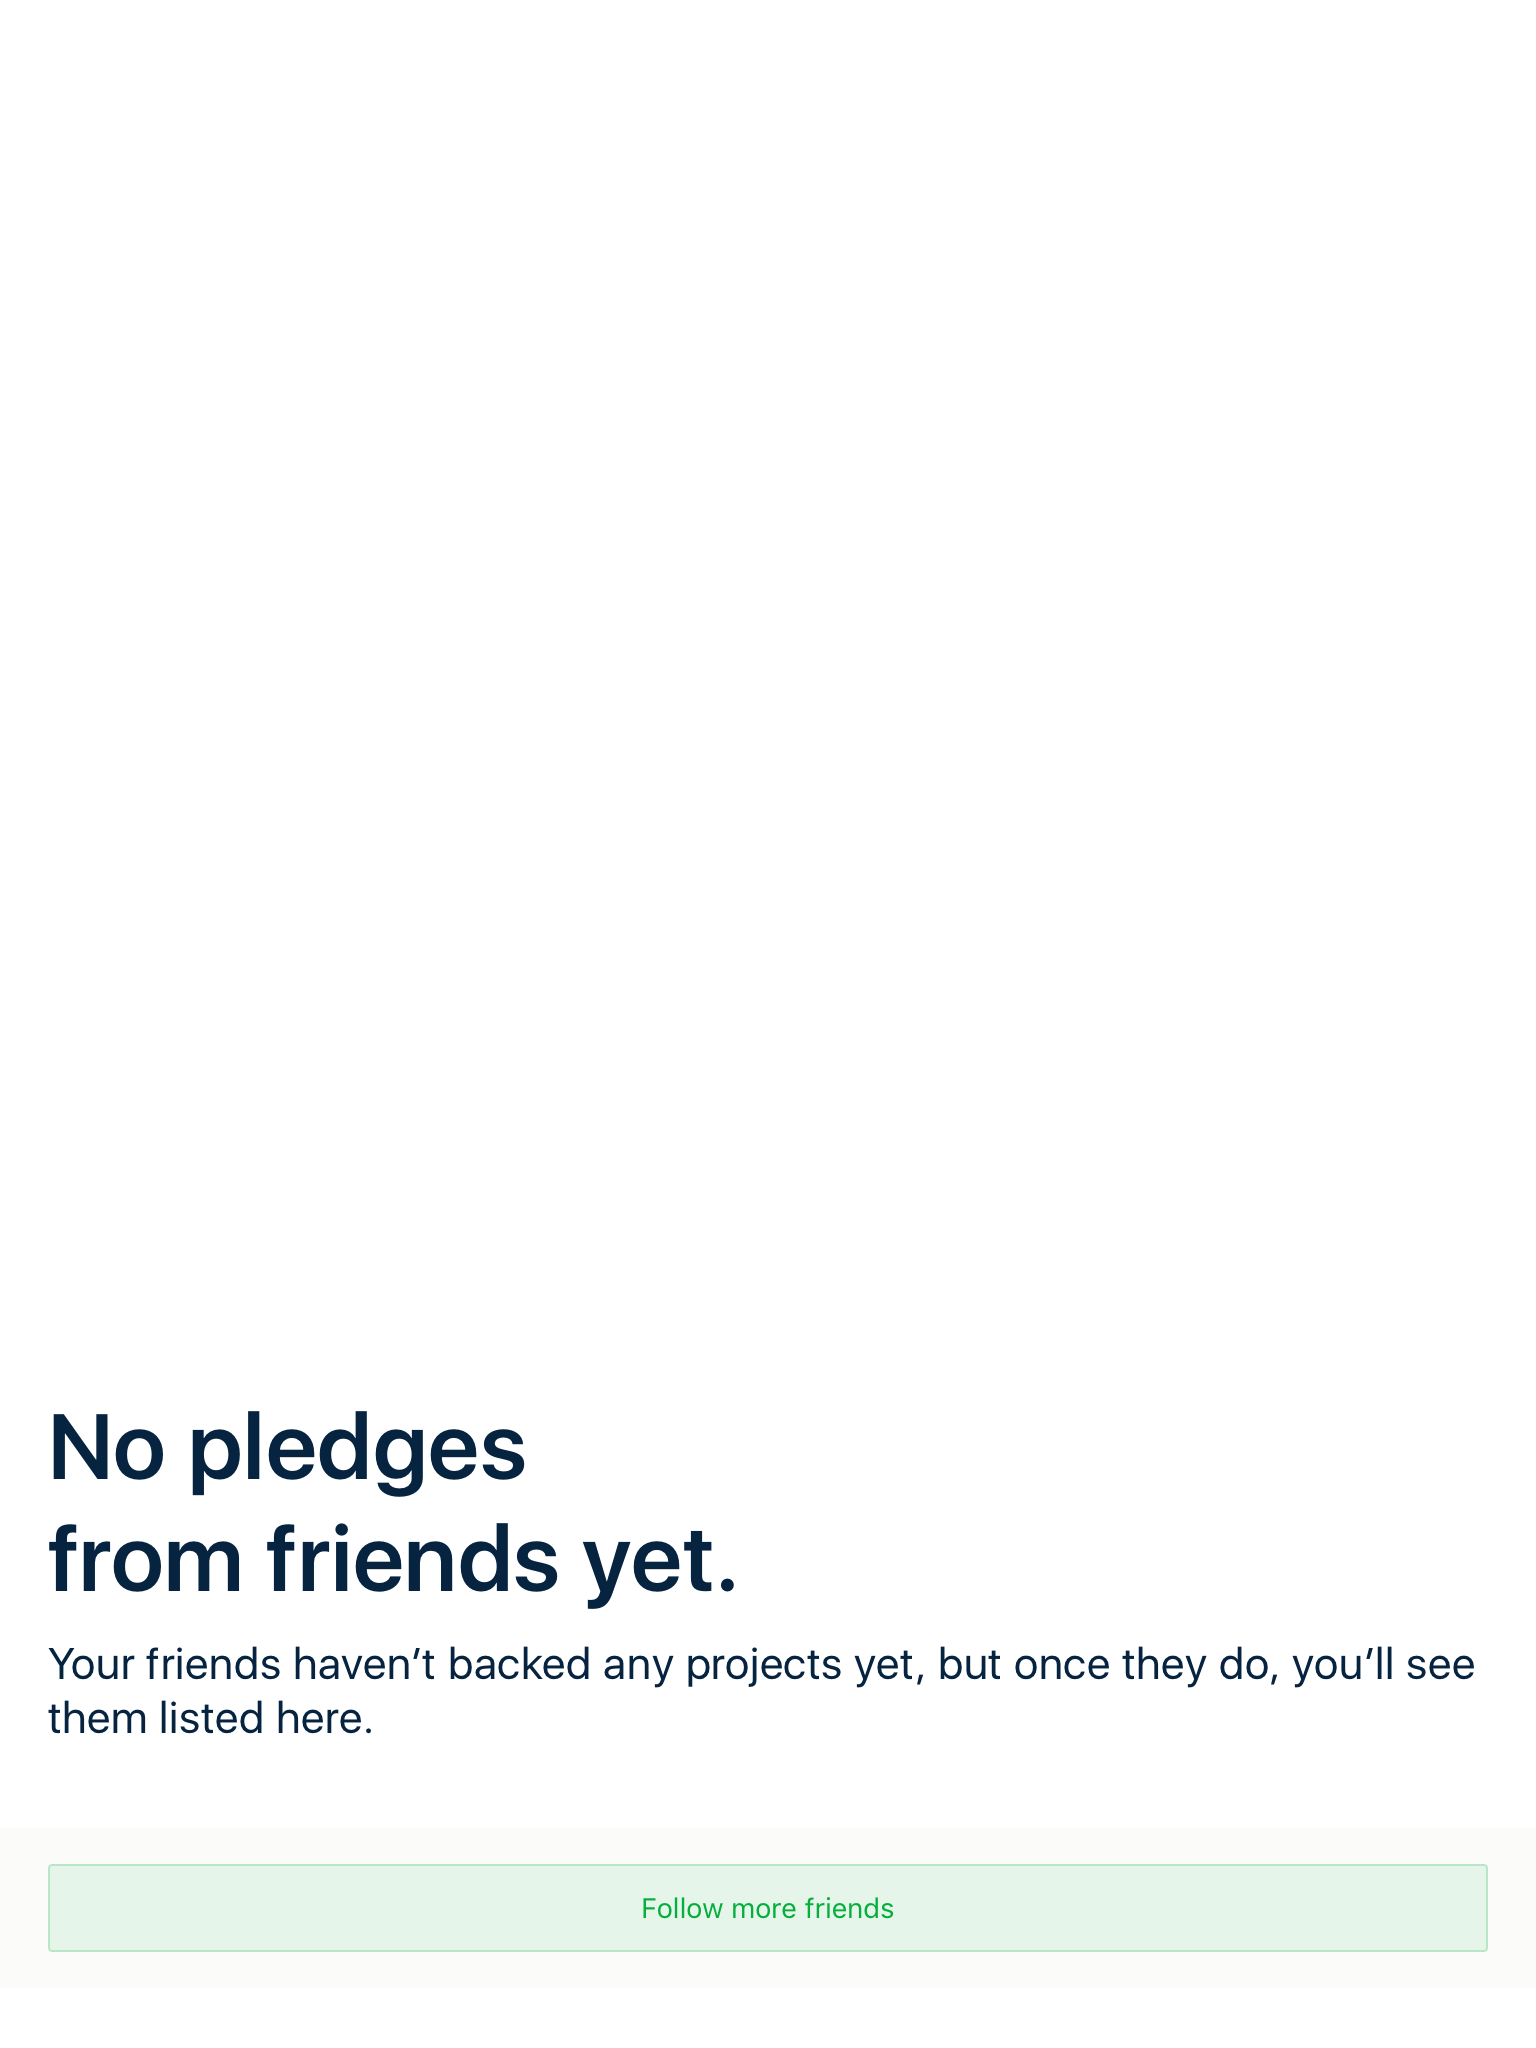 No pledges
from friends yet.
Your friends haven’t backed any projects yet, but once they do, you’ll see
them listed here.
Follow more friends